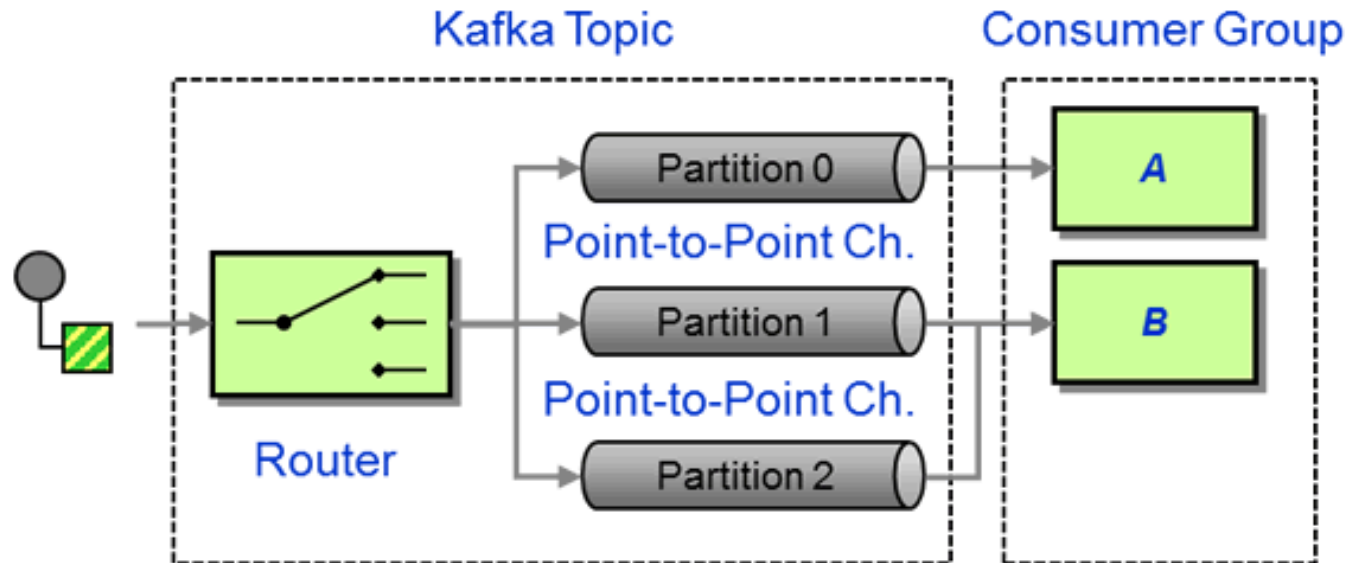 Kafka Topic
Consumer Group
Partition 0
A
Point-to-Point Ch.
Partition 1
B
Point-to-Point Ch.
Router
Partition 2